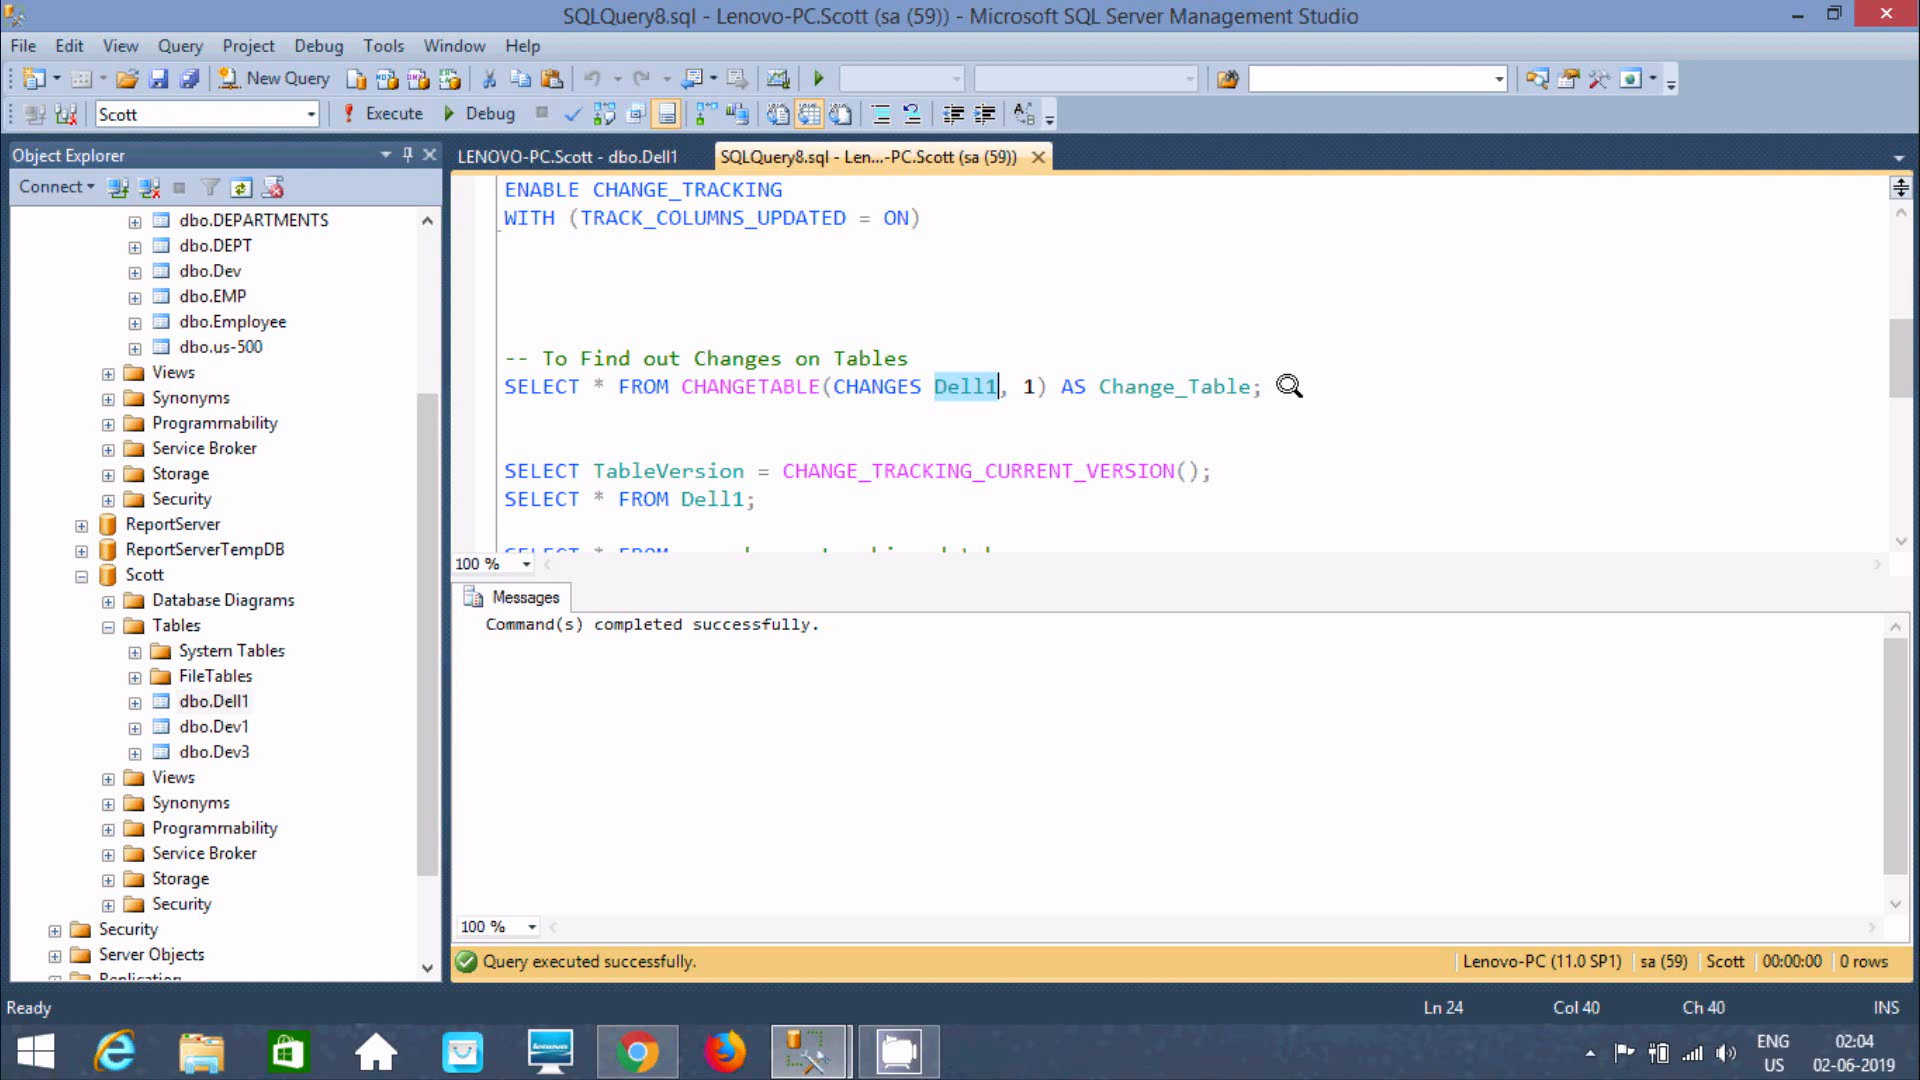 SQLQuery8.sql - Lenovo-PC.Scott (sa (59)) - Microsoft SQL Server Management Studio
File Edit View Query Project Debug Tools Window Help
New Query
Scott Execute Debug
Object Explorer
LENOVO-PC.Scott - dbo.Dell1
SQLQuery8.sql - Len...-PC.Scott (sa (59))
Connect
dbo.DEPARTMENTS
dbo.DEPT
dbo.Dev
dbo.EMP
dbo.Employee
dbo.us-500
Views
Synonyms
Programmability
Service Broker
Storage
Security
ReportServer
ReportServerTempDB
Scott
Database Diagrams
Tables
System Tables
FileTables
dbo.Dell1
dbo.Dev1
dbo.Dev3
Views
Synonyms
Programmability
Service Broker
Storage
Security
Security
Server Objects
Replication
ENABLE CHANGE_TRACKING
WITH (TRACK_COLUMNS_UPDATED = ON)
-- To Find out Changes on Tables
SELECT * FROM CHANGETABLE(CHANGES Dell1, 1) AS Change_Table;
SELECT TableVersion = CHANGE_TRACKING_CURRENT_VERSION();
SELECT * FROM Dell1;
SELECT * FROM
100 %
Messages
Command(s) completed successfully.
100 %
Query executed successfully.
Lenovo-PC (11.0 SP1) sa (59) Scott 00:00:00 0 rows
Ready
Ln 24 Col 40 Ch 40 INS
ENG
US
02:04
02-06-2019